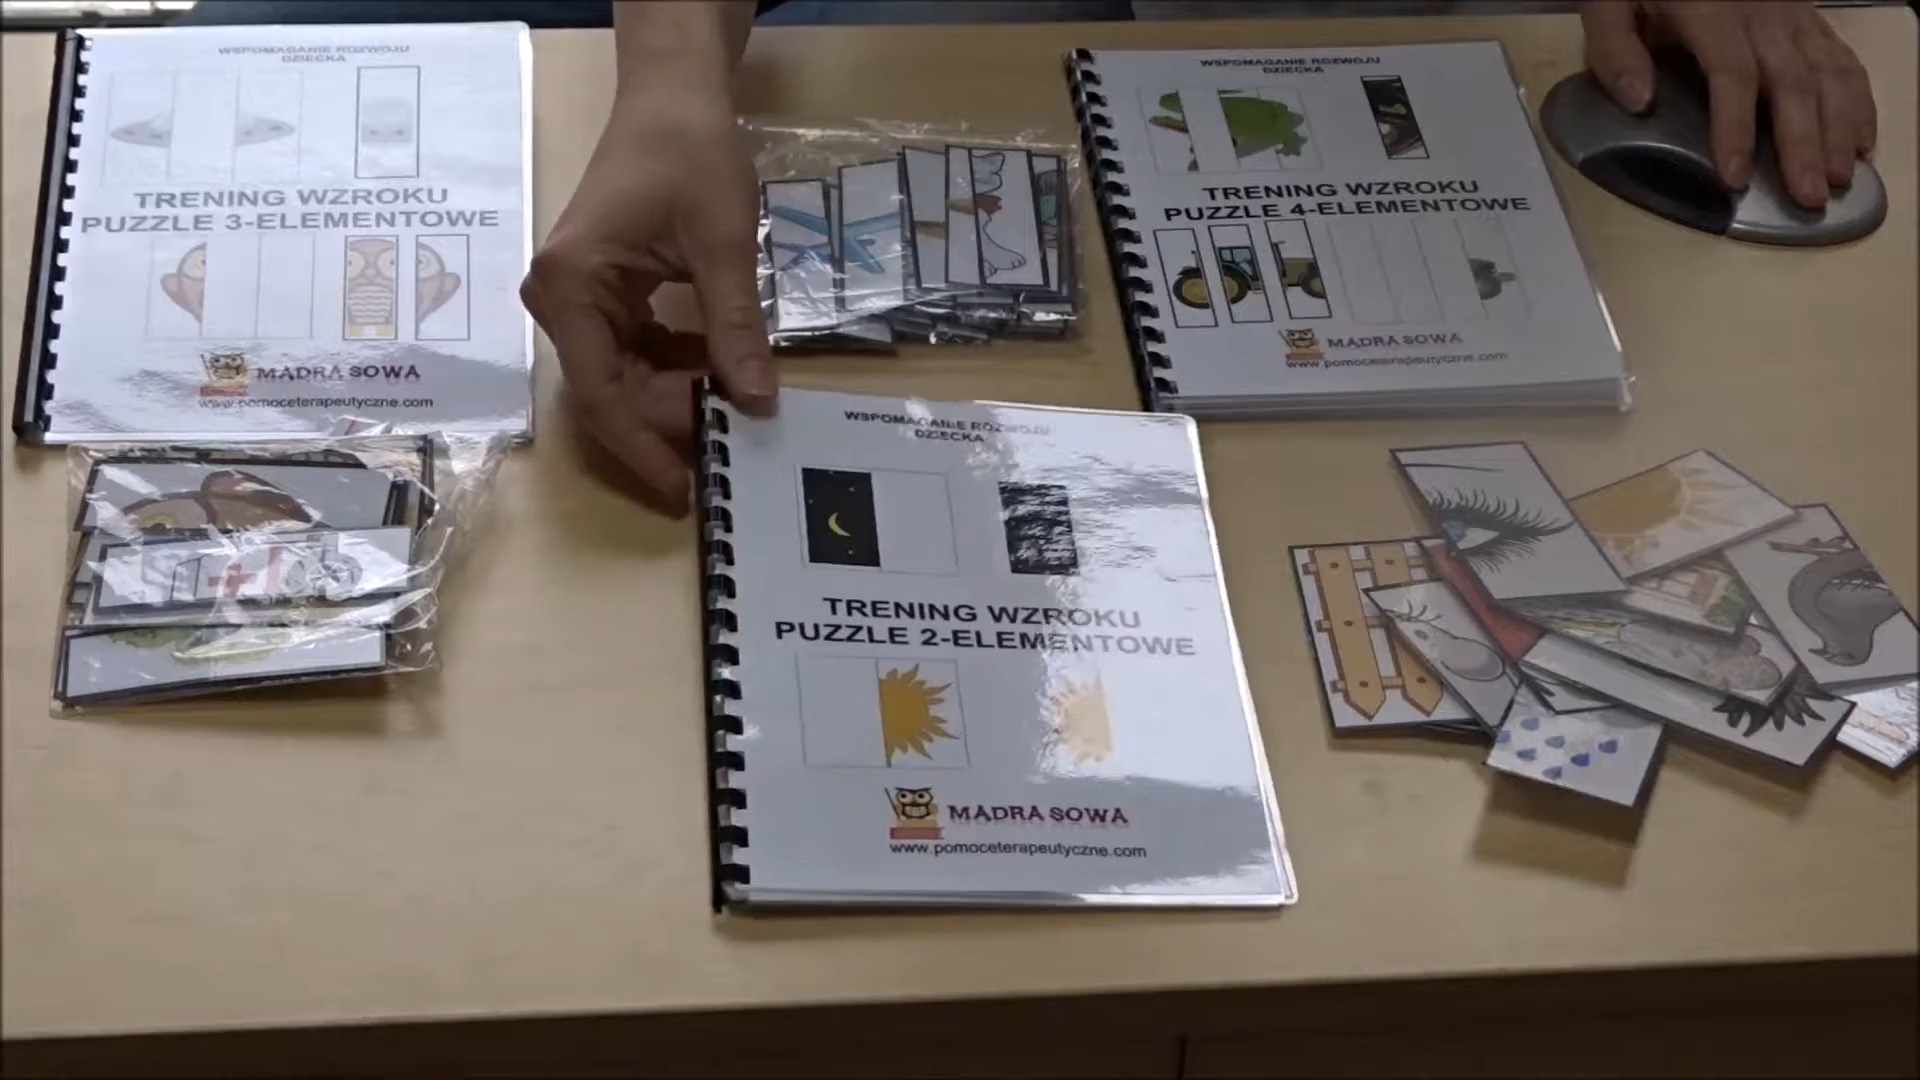 WSPOMAGANIE ROZWOJU
DZIECKA
TRENING WZROKU
PUZZLE 3-ELEMENTOWE
MĄDRA SOWA
www.pomoceterapeutyczne.com
WSPOMAGANIE ROZWOJU
DZIECKA
TRENING WZROKU
PUZZLE 4-ELEMENTOWE
MĄDRA SOWA
www.pomoceterapeutyczne.com
WSPOMAGANIE ROZWOJU
DZIECKA
TRENING WZROKU
PUZZLE 2-ELEMENTOWE
MĄDRA SOWA
www.pomoceterapeutyczne.com